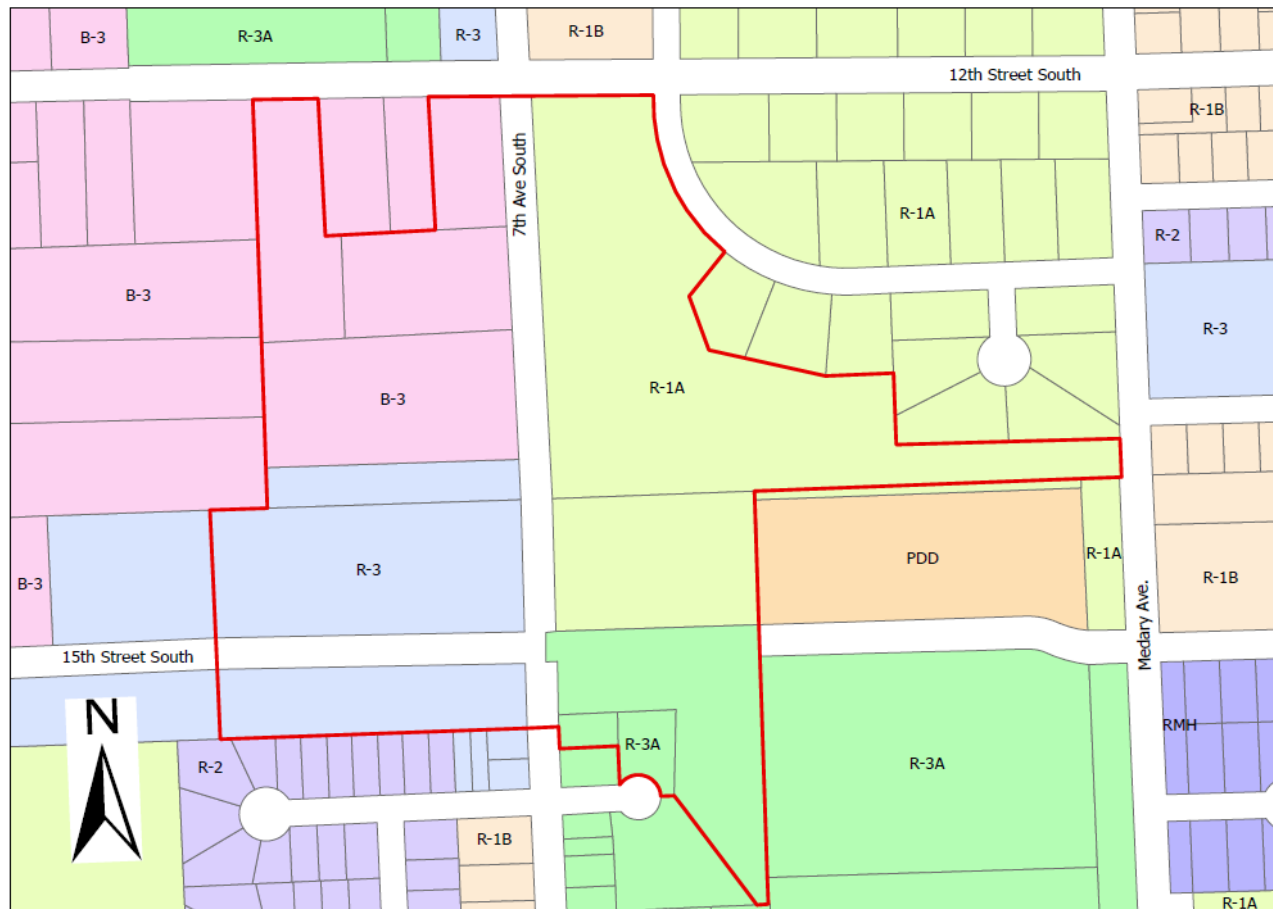 B-3
R-3A
R-3
R-1B
12th Street South
R-1B
7th Ave South
R-1A
R-2
B-3
R-3
R-1A
B-3
PDD
R-1A
R-3
B-3
R-1B
Medary Ave.
15th Street South
N
RMH
R-3A
R-2
R-3A
R-1B
R-1A